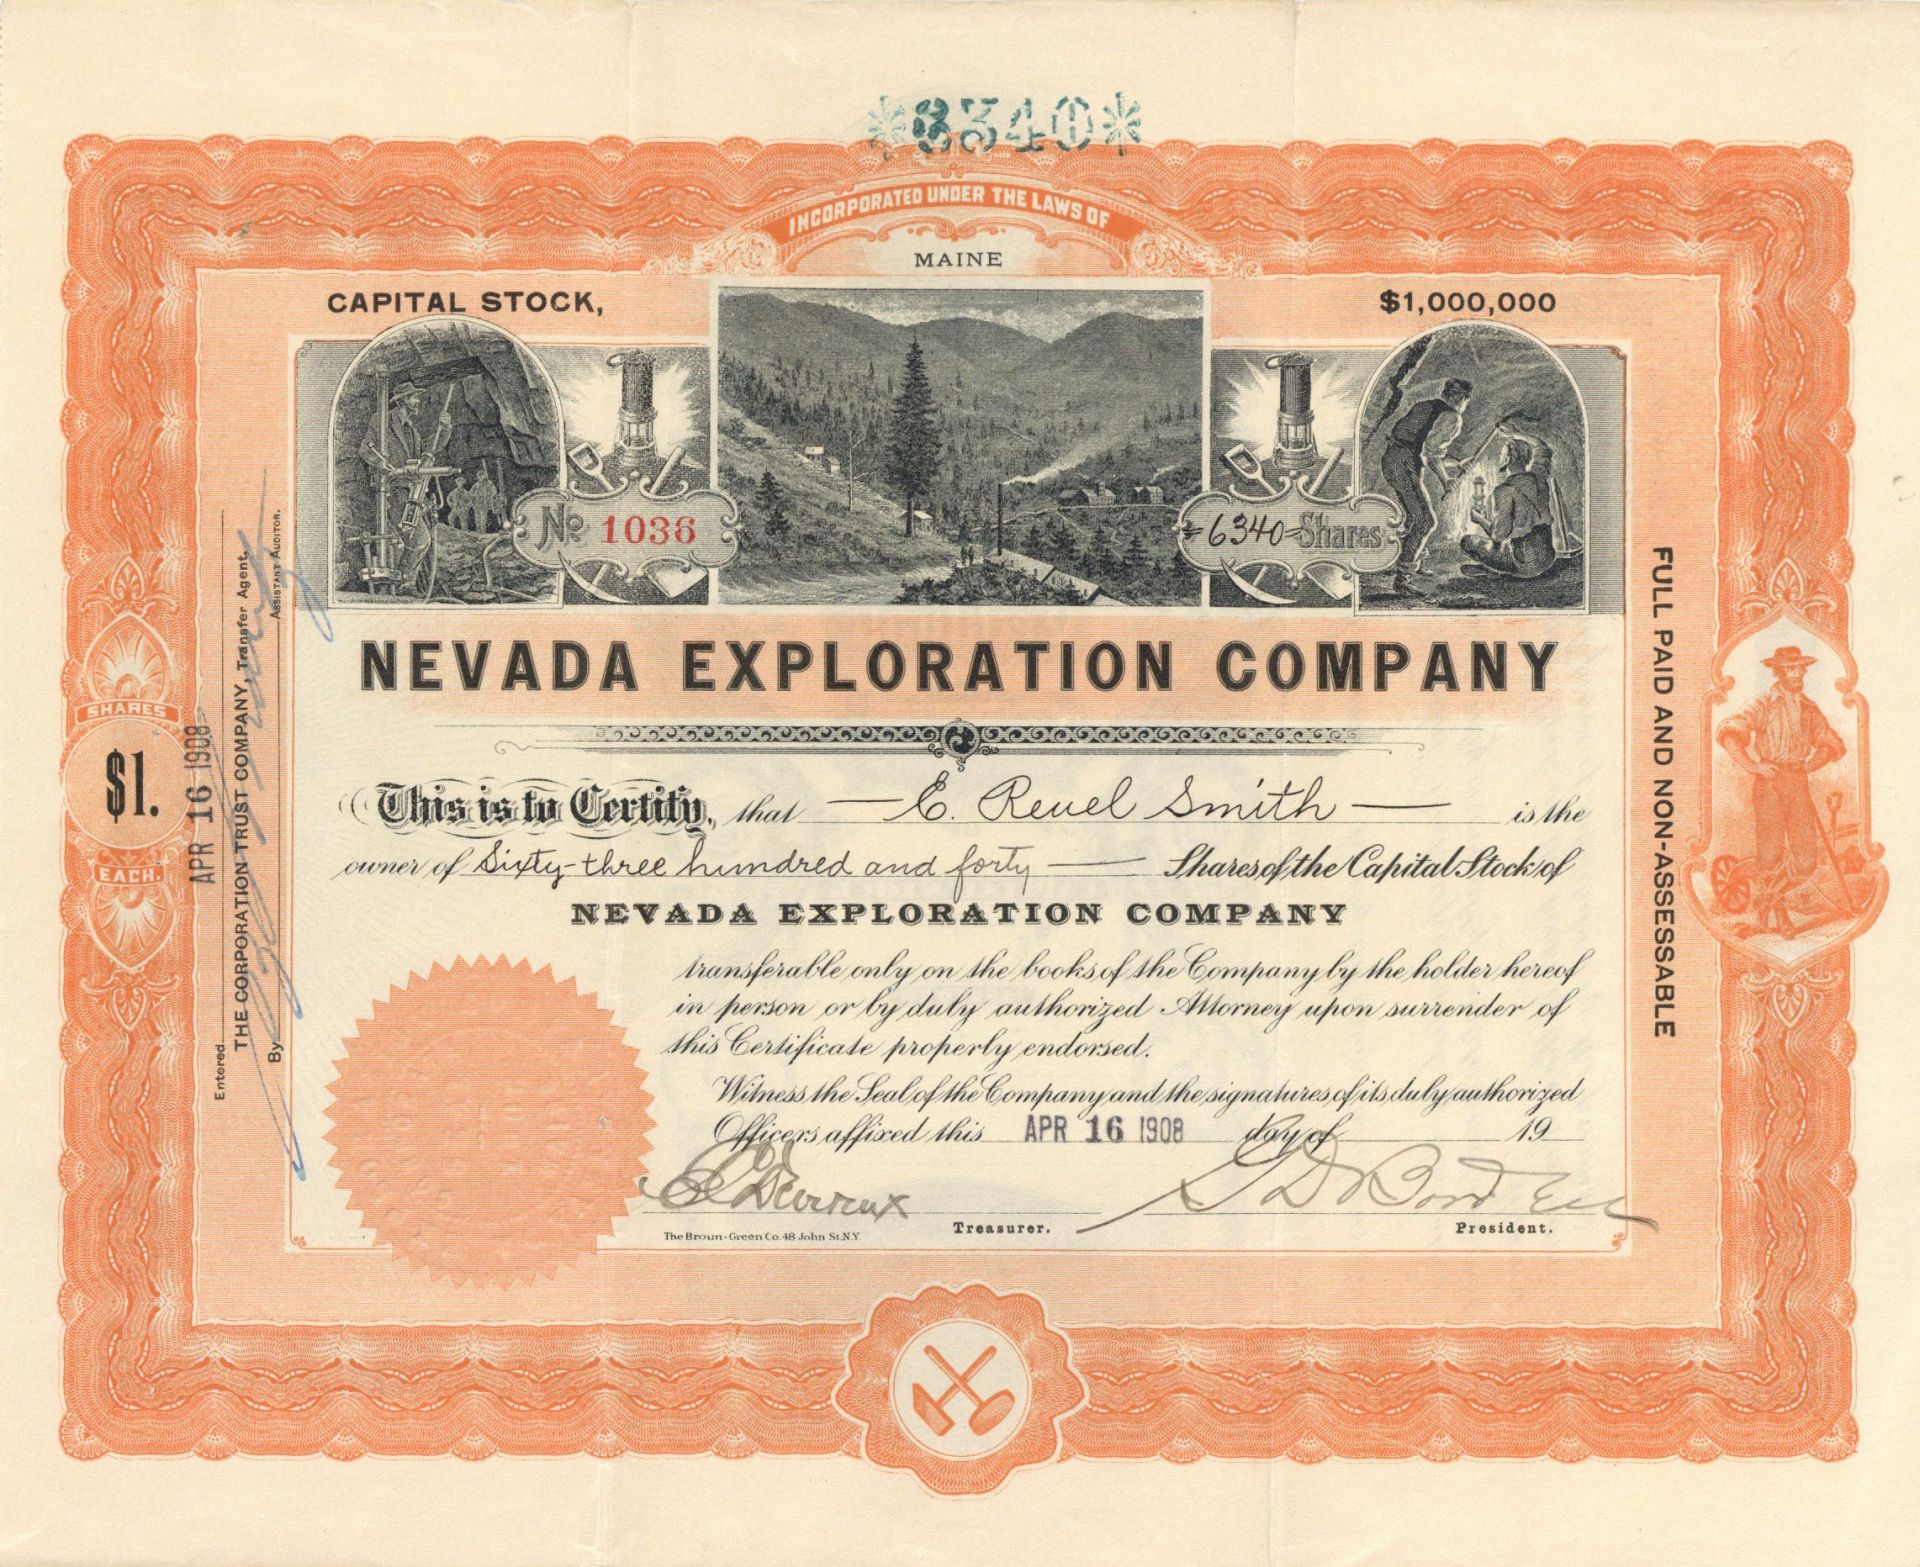 INCORPORATED UNDER THE LAWS OF
MAINE
CAPITAL STOCK, $1,000,000
No 1036
=6340= Shares
NEVADA EXPLORATION COMPANY
This is to Certify, that E. Reuel Smith is the
owner of Sixty-three hundred and forty Shares of the Capital Stock of
NEVADA EXPLORATION COMPANY
transferable only on the books of the Company by the holder hereof
in person or by duly authorized Attorney upon surrender of
this Certificate properly endorsed.
Witness the Seal of the Company and the signatures of its duly authorized
Officers affixed this APR 16 1908 day of 19
Treasurer.
President.
The Broun-Green Co. 48 John St. N.Y.
SHARES
$1.
EACH.
Entered APR 16 1908
THE CORPORATION TRUST COMPANY, Transfer Agent.
By
ASSISTANT AUDITOR.
FULL PAID AND NON-ASSESSABLE